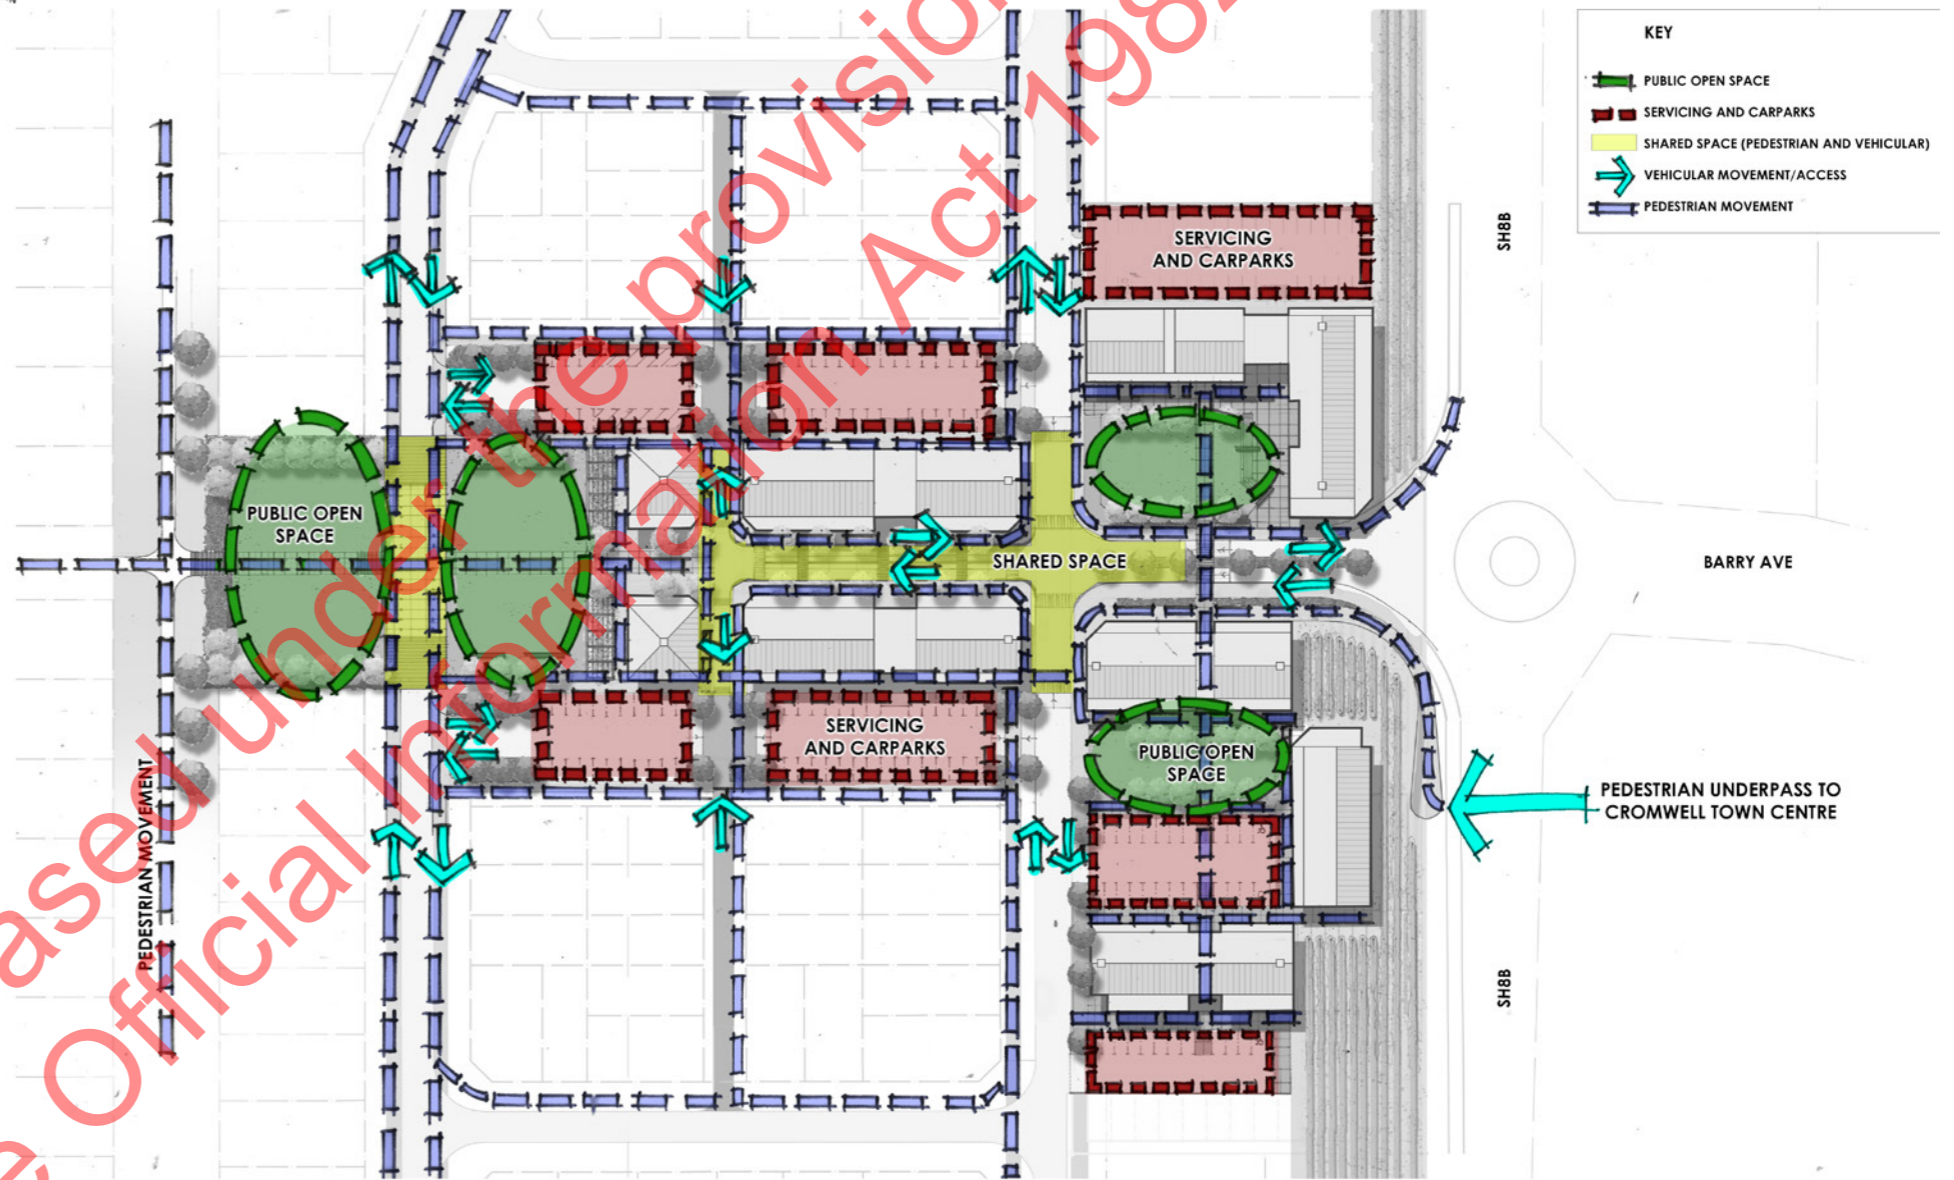 KEY
PUBLIC OPEN SPACE
SERVICING AND CARPARKS
SHARED SPACE (PEDESTRIAN AND VEHICULAR)
VEHICULAR MOVEMENT/ACCESS
PEDESTRIAN MOVEMENT
SH8B
SERVICING
AND CARPARKS
PUBLIC OPEN
SPACE
SHARED SPACE
BARRY AVE
SERVICING
AND CARPARKS
PUBLIC OPEN
SPACE
PEDESTRIAN UNDERPASS TO
CROMWELL TOWN CENTRE
PEDESTRIAN MOVEMENT
SH8B
ased under the provision
Official Information Act 198